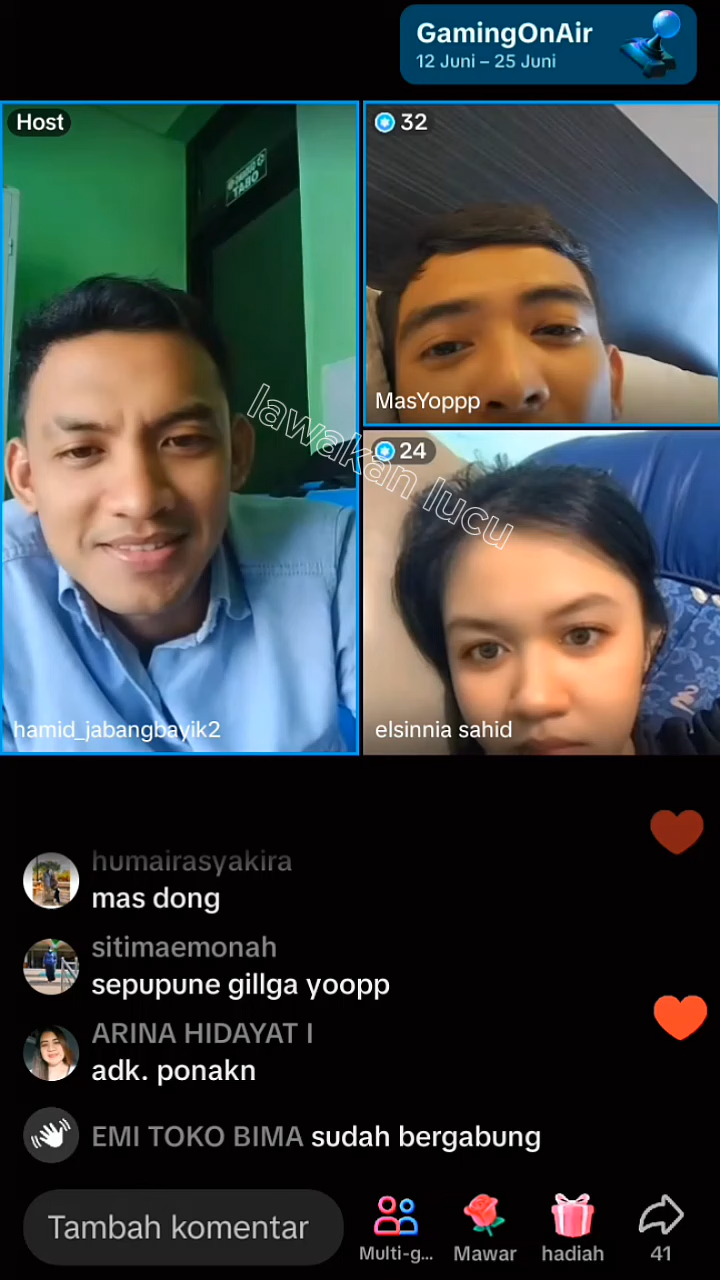 GamingOnAir
12 Juni – 25 Juni
Host
32
MasYoppp
lawakan lucu
24
hamid_jabangbayik2
elsinnia sahid
humairasyakira
mas dong
sitimaemonah
sepupune gillga yoopp
ARINA HIDAYAT I
adk. ponakn
EMI TOKO BIMA sudah bergabung
Tambah komentar
Multi-g...
Mawar
hadiah
41